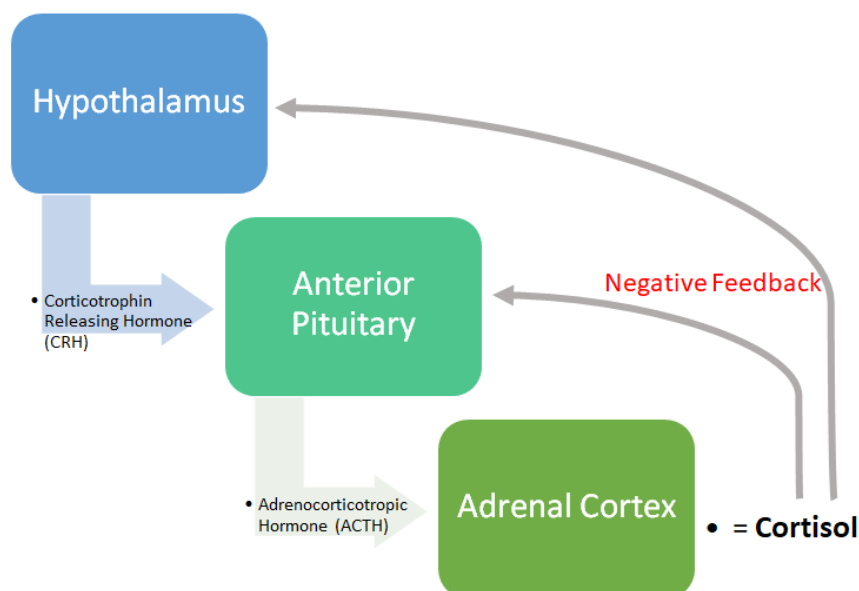 Hypothalamus
• Corticotrophin
Releasing Hormone
(CRH)
Anterior
Pituitary
Negative Feedback
• Adrenocorticotropic
Hormone (ACTH)
Adrenal Cortex
• = Cortisol